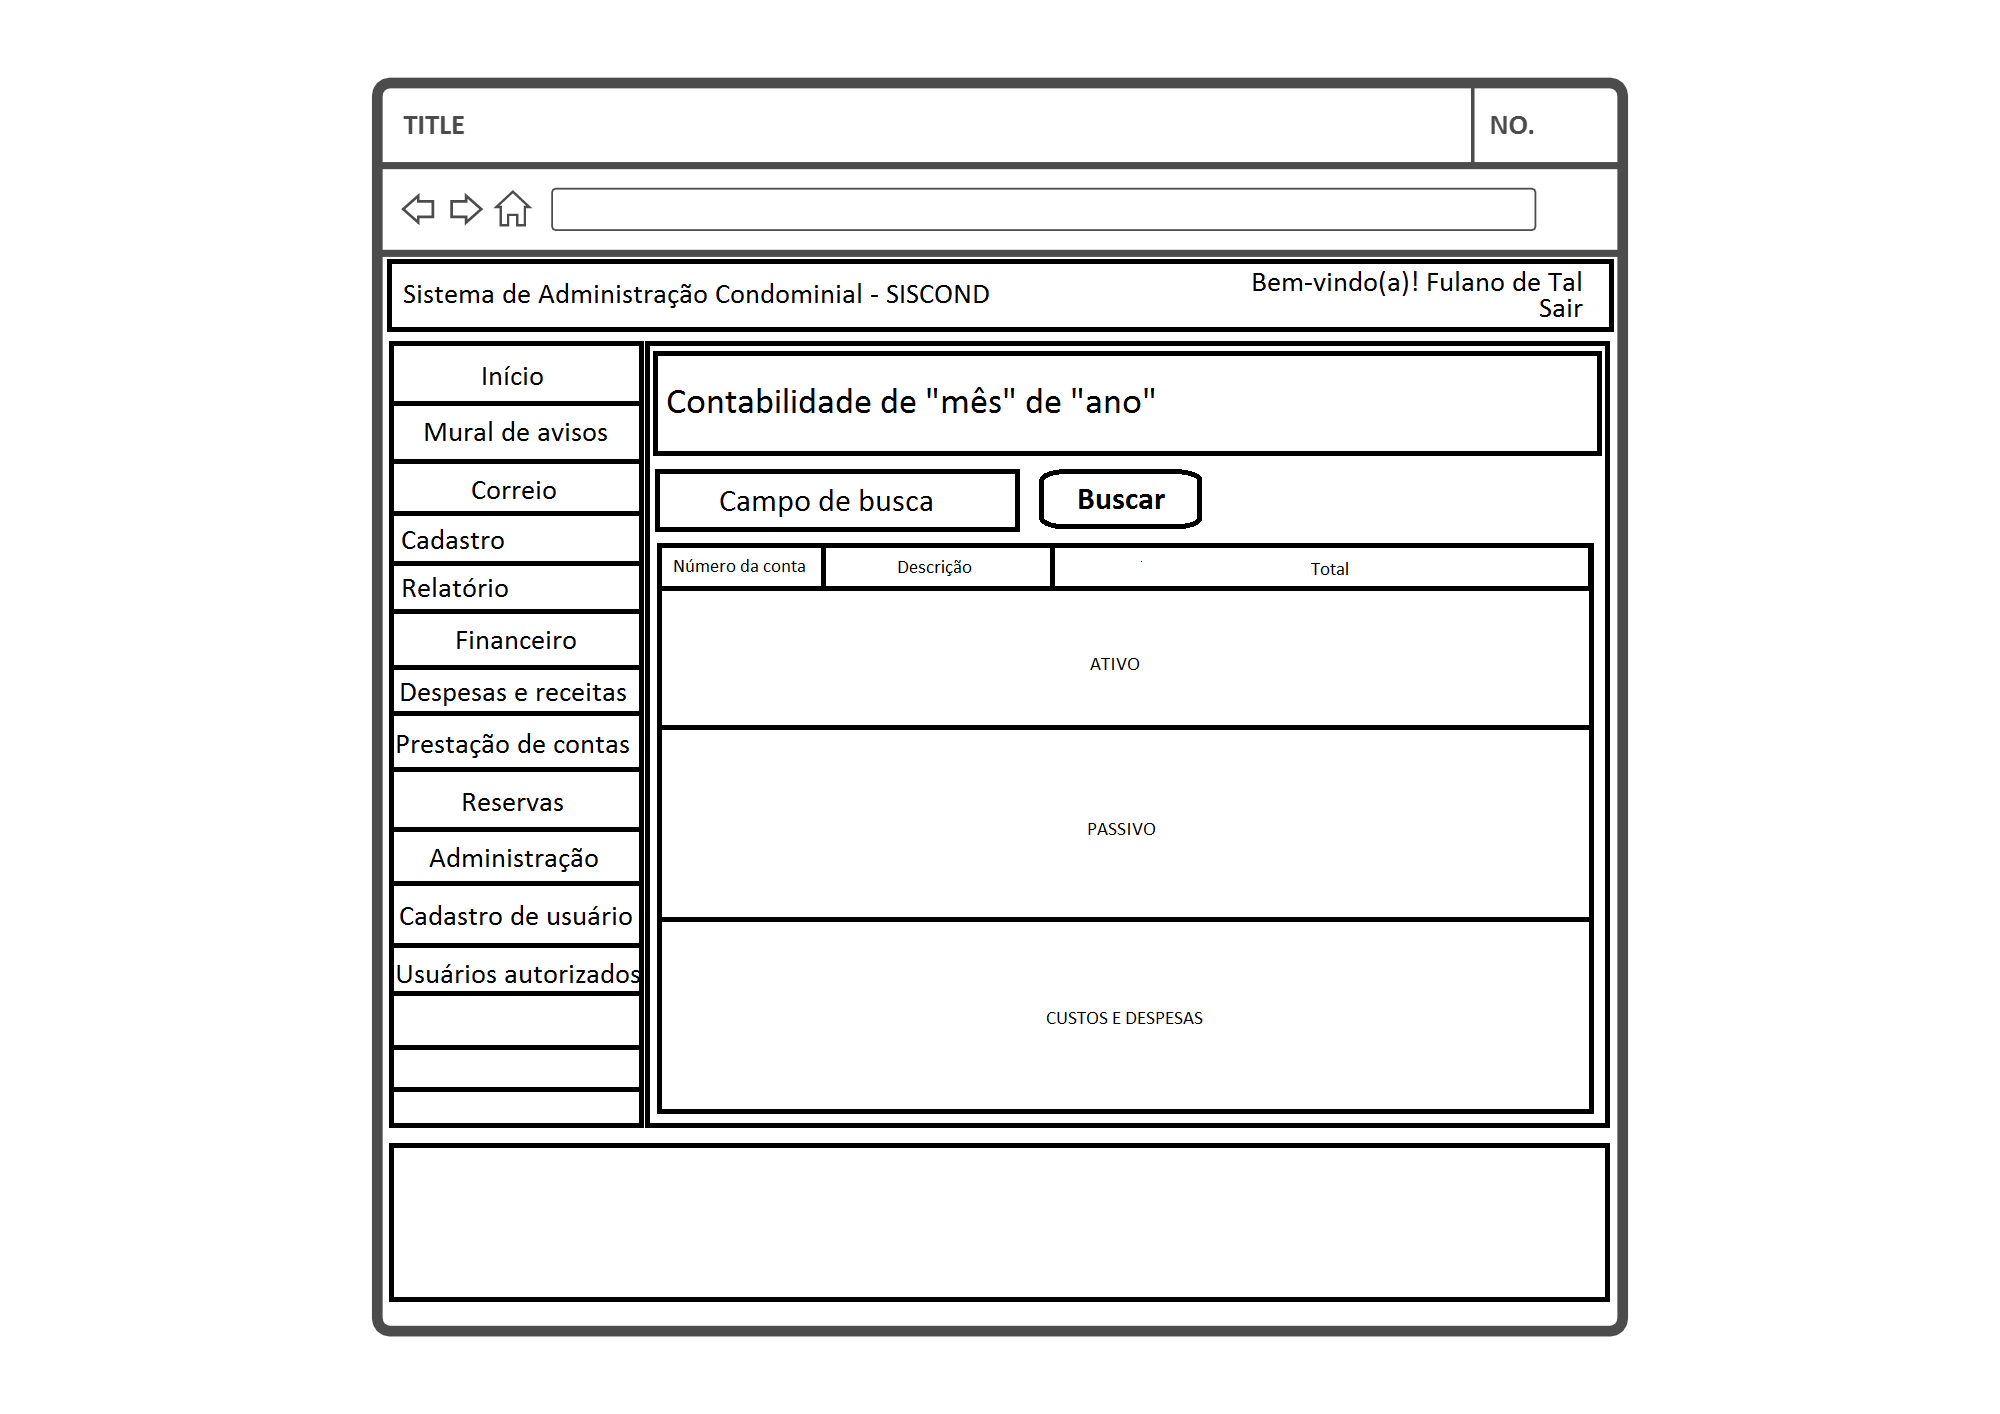 TITLE
NO.
Sistema de Administração Condominial - SISCOND
Bem-vindo(a)! Fulano de Tal
Sair
Início
Mural de avisos
Correio
Cadastro
Relatório
Financeiro
Despesas e receitas
Prestação de contas
Reservas
Administração
Cadastro de usuário
Usuários autorizados
Contabilidade de "mês" de "ano"
Campo de busca
Buscar
Número da conta
Descrição
Total
ATIVO
PASSIVO
CUSTOS E DESPESAS